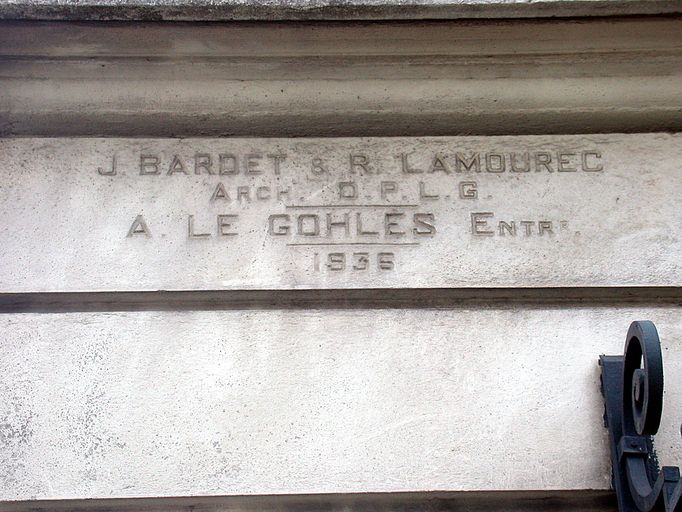 J BARDET & R. LAMOUREC
ARCH. D.P.L.G.
A. LE GOHLES ENTRR.
1936